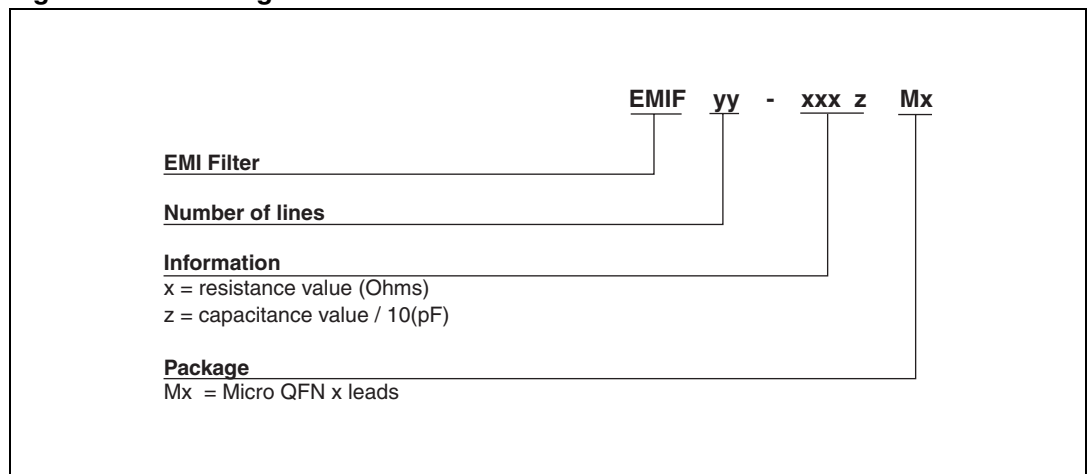 EMIF yy - xxx z Mx
EMI Filter
Number of lines
Information
x = resistance value (Ohms)
z = capacitance value / 10(pF)
Package
Mx = Micro QFN x leads